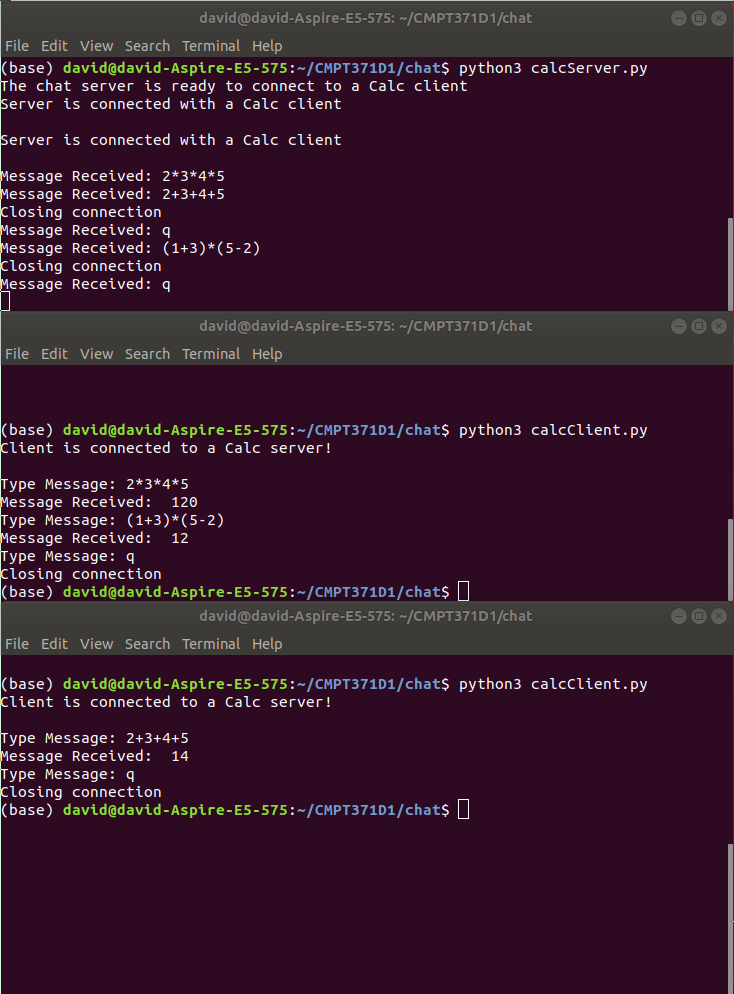 david@david-Aspire-E5-575: ~/CMPT371D1/chat
File Edit View Search Terminal Help
(base) david@david-Aspire-E5-575:~/CMPT371D1/chat$ python3 calcServer.py
The chat server is ready to connect to a Calc client
Server is connected with a Calc client
Server is connected with a Calc client
Message Received: 2*3*4*5
Message Received: 2+3+4+5
Closing connection
Message Received: q
Message Received: (1+3)*(5-2)
Closing connection
Message Received: q
david@david-Aspire-E5-575: ~/CMPT371D1/chat
File Edit View Search Terminal Help
(base) david@david-Aspire-E5-575:~/CMPT371D1/chat$ python3 calcClient.py
Client is connected to a Calc server!
Type Message: 2*3*4*5
Message Received:  120
Type Message: (1+3)*(5-2)
Message Received:  12
Type Message: q
Closing connection
(base) david@david-Aspire-E5-575:~/CMPT371D1/chat$
david@david-Aspire-E5-575: ~/CMPT371D1/chat
File Edit View Search Terminal Help
(base) david@david-Aspire-E5-575:~/CMPT371D1/chat$ python3 calcClient.py
Client is connected to a Calc server!
Type Message: 2+3+4+5
Message Received:  14
Type Message: q
Closing connection
(base) david@david-Aspire-E5-575:~/CMPT371D1/chat$